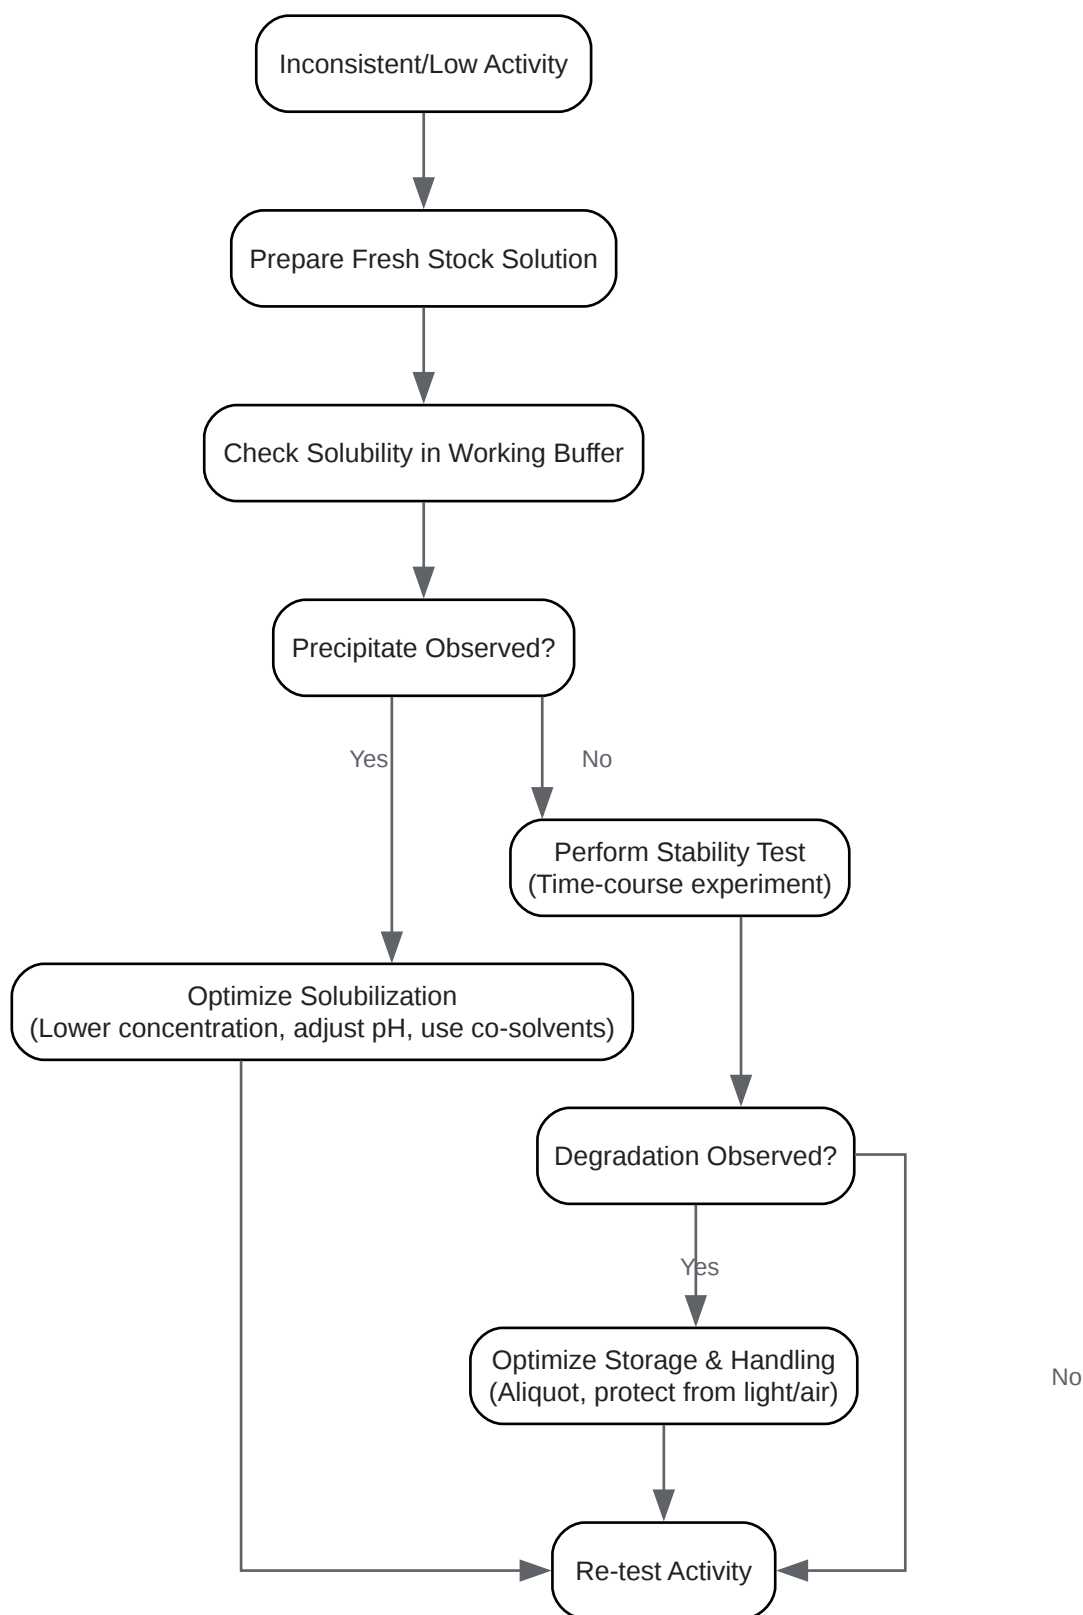 Inconsistent/Low Activity
Prepare Fresh Stock Solution
Check Solubility in Working Buffer
Precipitate Observed?
Yes
No
Perform Stability Test
(Time-course experiment)
Optimize Solubilization
(Lower concentration, adjust pH, use co-solvents)
Degradation Observed?
Yes
Optimize Storage & Handling
(Aliquot, protect from light/air)
No
Re-test Activity